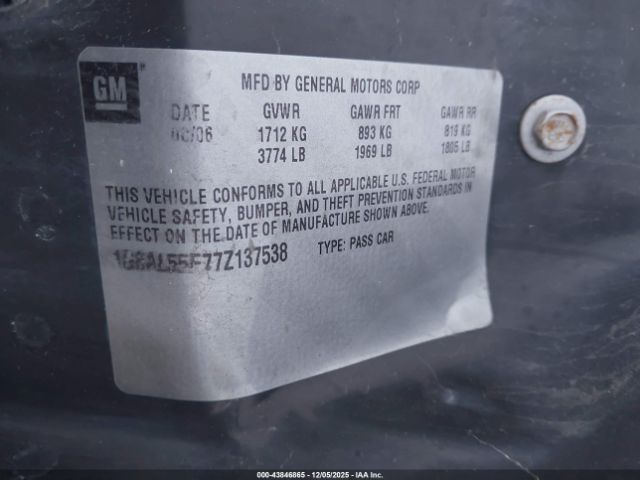 GM
MFD BY GENERAL MOTORS CORP
DATE GVWR GAWR FRT GAWR RR
/06 1712 KG 893 KG 819 KG
3774 LB 1969 LB 1805 LB
THIS VEHICLE CONFORMS TO ALL APPLICABLE U.S. FEDERAL MOTOR
VEHICLE SAFETY, BUMPER, AND THEFT PREVENTION STANDARDS IN
EFFECT ON THE DATE OF MANUFACTURE SHOWN ABOVE.
1G8AL55F77Z137538 TYPE: PASS CAR
000-43846865 • 12/05/2025 • IAA Inc.